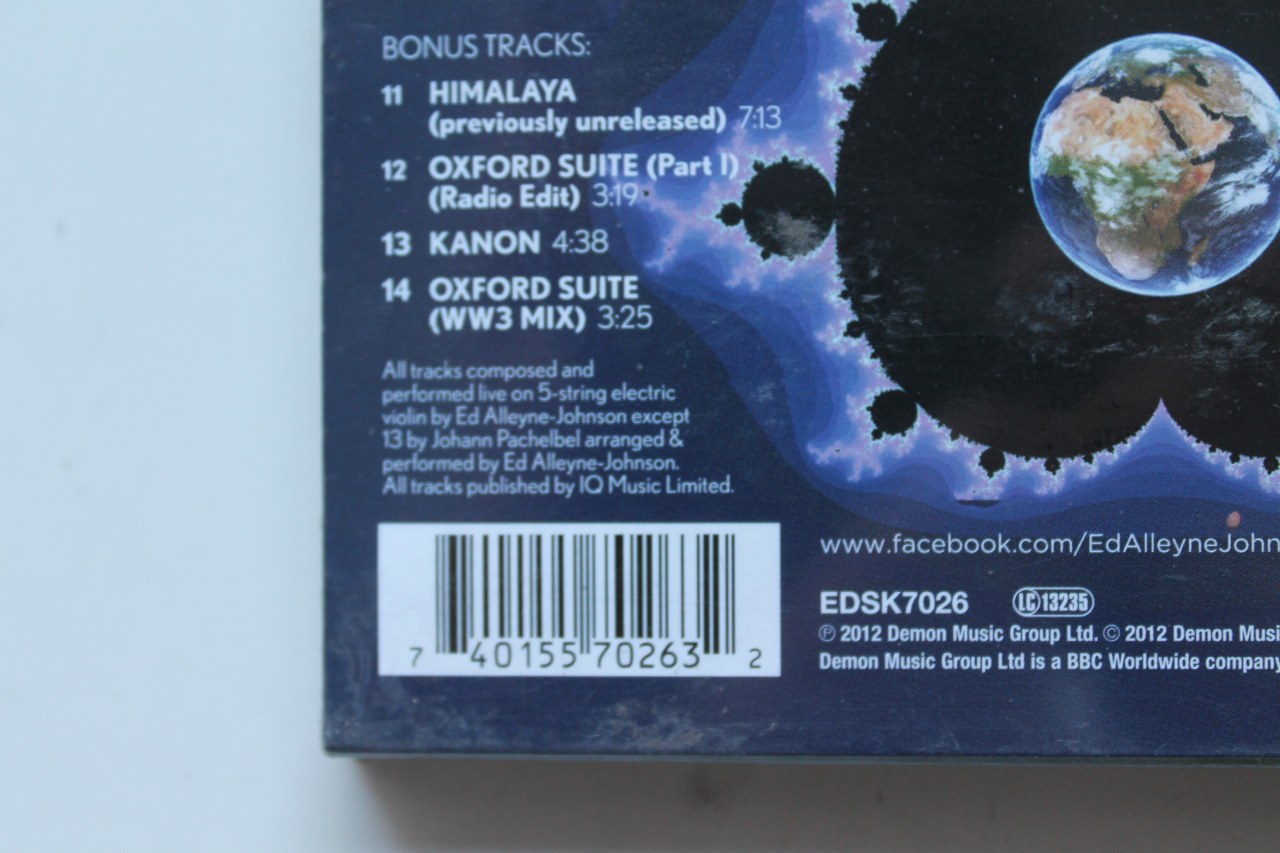 BONUS TRACKS:
11 HIMALAYA
(previously unreleased) 7:13
12 OXFORD SUITE (Part I)
(Radio Edit) 3:19
13 KANON 4:38
14 OXFORD SUITE
(WW3 MIX) 3:25
All tracks composed and
performed live on 5-string electric
violin by Ed Alleyne-Johnson except
13 by Johann Pachelbel arranged &
performed by Ed Alleyne-Johnson.
All tracks published by IQ Music Limited.
7 40155 70263 2
www.facebook.com/EdAlleyneJohn
EDSK7026 LC 13235
℗ 2012 Demon Music Group Ltd. © 2012 Demon Musi
Demon Music Group Ltd is a BBC Worldwide company